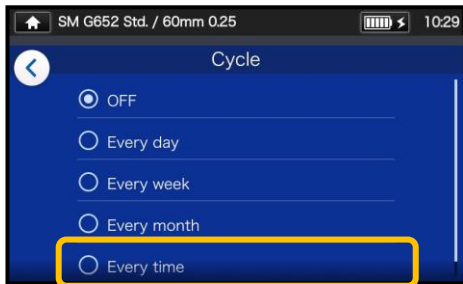 SM G652 Std. / 60mm 0.25
10:29
Cycle
OFF
Every day
Every week
Every month
Every time